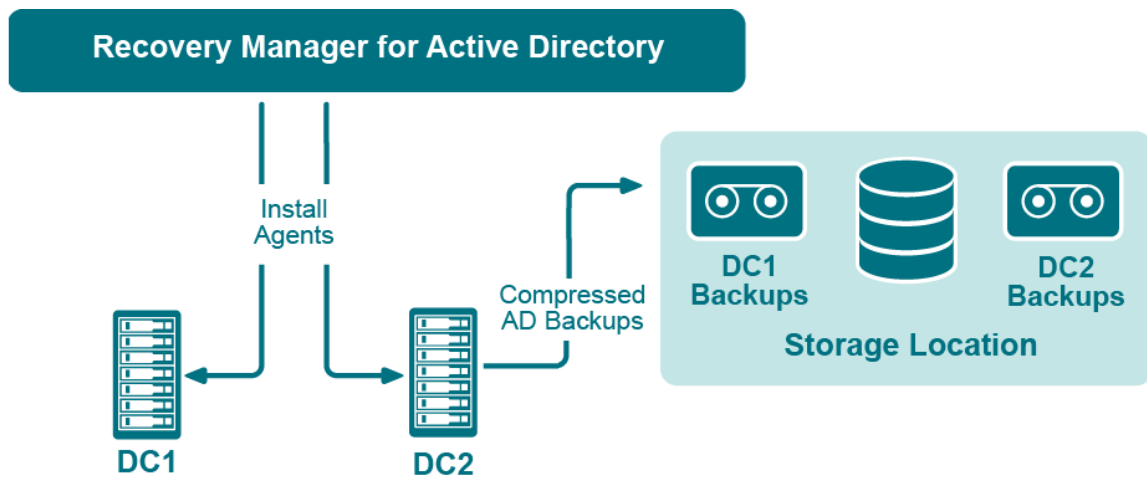 Recovery Manager for Active Directory
Install
Agents
Compressed
AD Backups
DC1
Backups
DC2
Backups
Storage Location
DC1
DC2